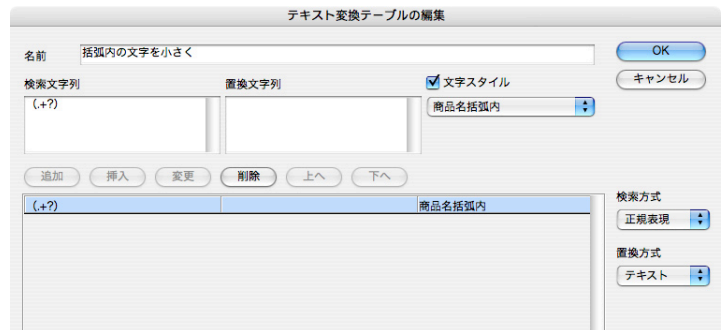 テキスト変換テーブルの編集
名前 括弧内の文字を小さく
OK
キャンセル
検索文字列 置換文字列 文字スタイル
(.+?) 商品名括弧内
追加 挿入 変更 削除 上へ 下へ
(.+?) 商品名括弧内
検索方式
正規表現
置換方式
テキスト